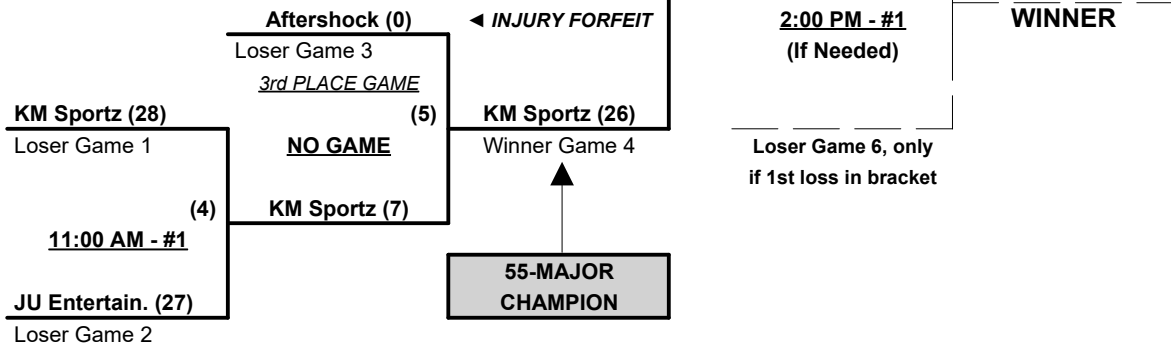 Aftershock (0)
◄ INJURY FORFEIT
Loser Game 3
3rd PLACE GAME
2:00 PM - #1
(If Needed)
WINNER
KM Sportz (28)
Loser Game 1
(5)
NO GAME
KM Sportz (26)
Winner Game 4
Loser Game 6, only
if 1st loss in bracket
(4)
KM Sportz (7)
11:00 AM - #1
55-MAJOR
CHAMPION
JU Entertain. (27)
Loser Game 2